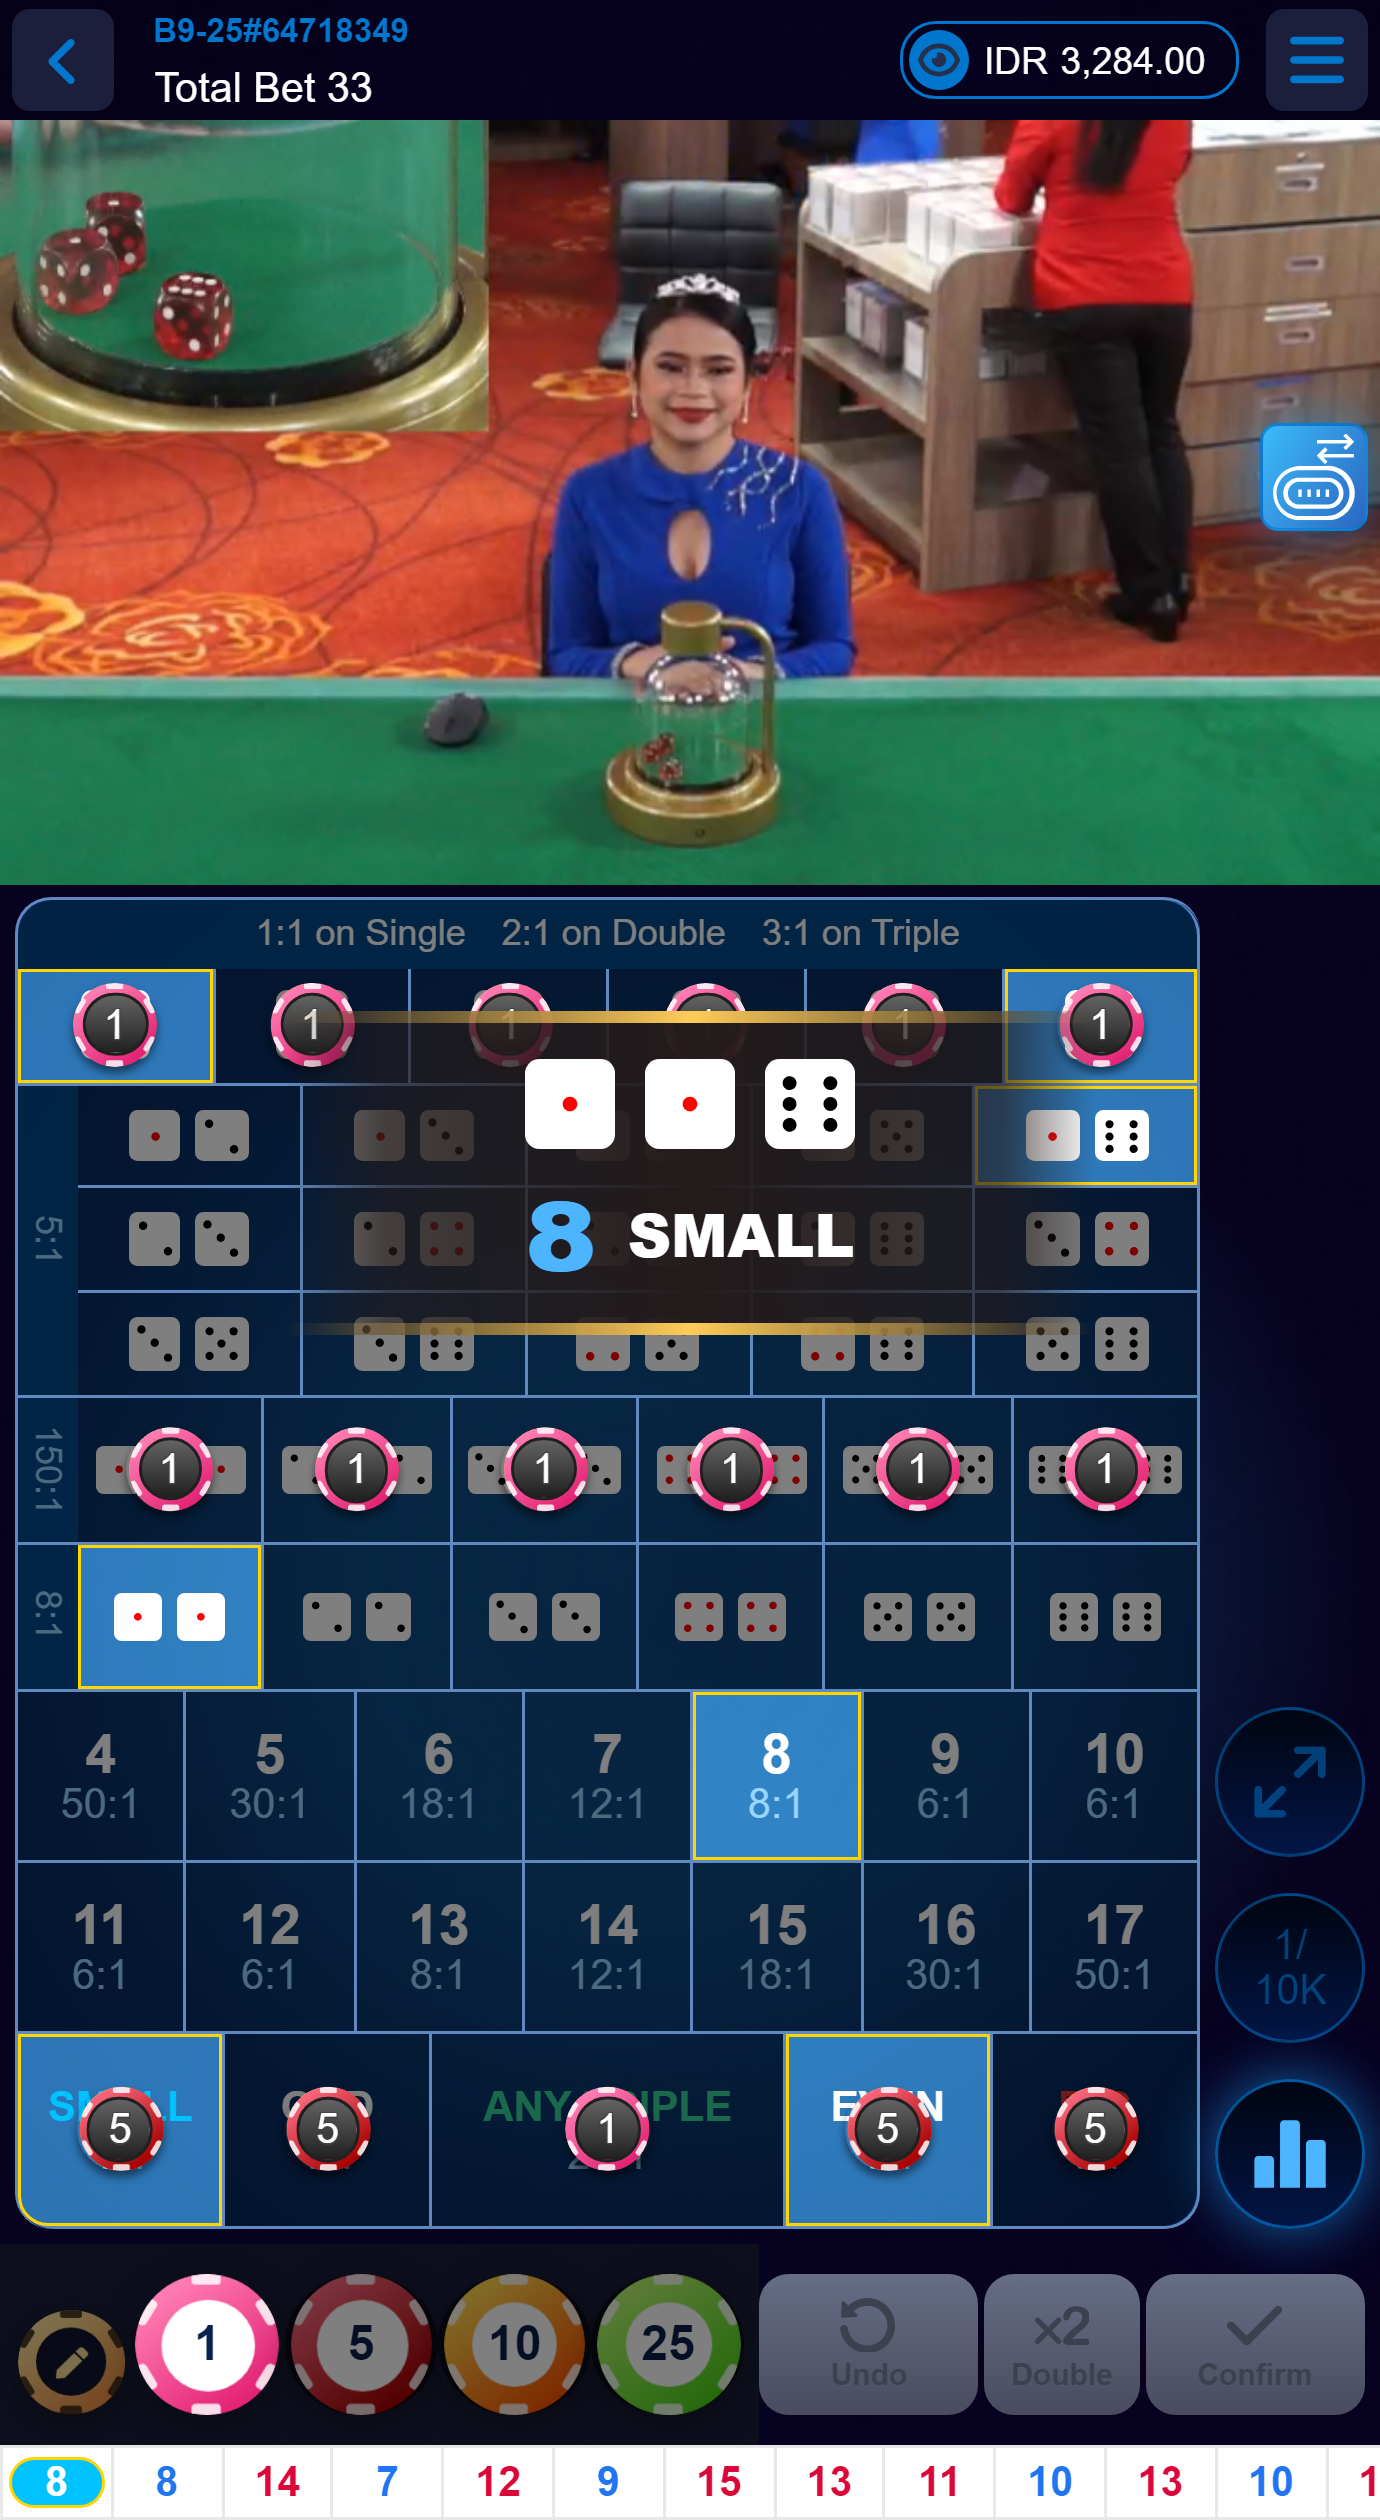 B9-25#64718349
Total Bet 33
IDR 3,284.00
1:1 on Single 2:1 on Double 3:1 on Triple
1 1 1 1 1 1
8 SMALL
5:1
150:1
1 1 1 1 1 1
8:1
4 5 6 7 8 9 10
50:1 30:1 18:1 12:1 8:1 6:1 6:1
11 12 13 14 15 16 17
6:1 6:1 8:1 12:1 18:1 30:1 50:1
1/
10K
5 5 1 5 5
1 5 10 25
x2
Undo Double Confirm
8 8 14 7 12 9 15 13 11 10 13 10